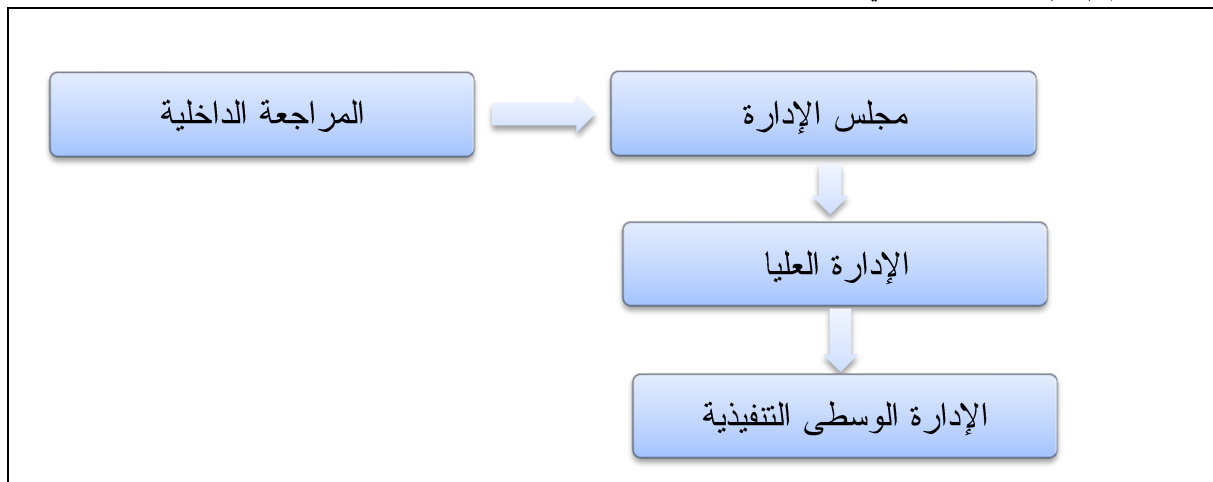 المراجعة الداخلية
مجلس الإدارة
الإدارة العليا
الإدارة الوسطى التنفيذية